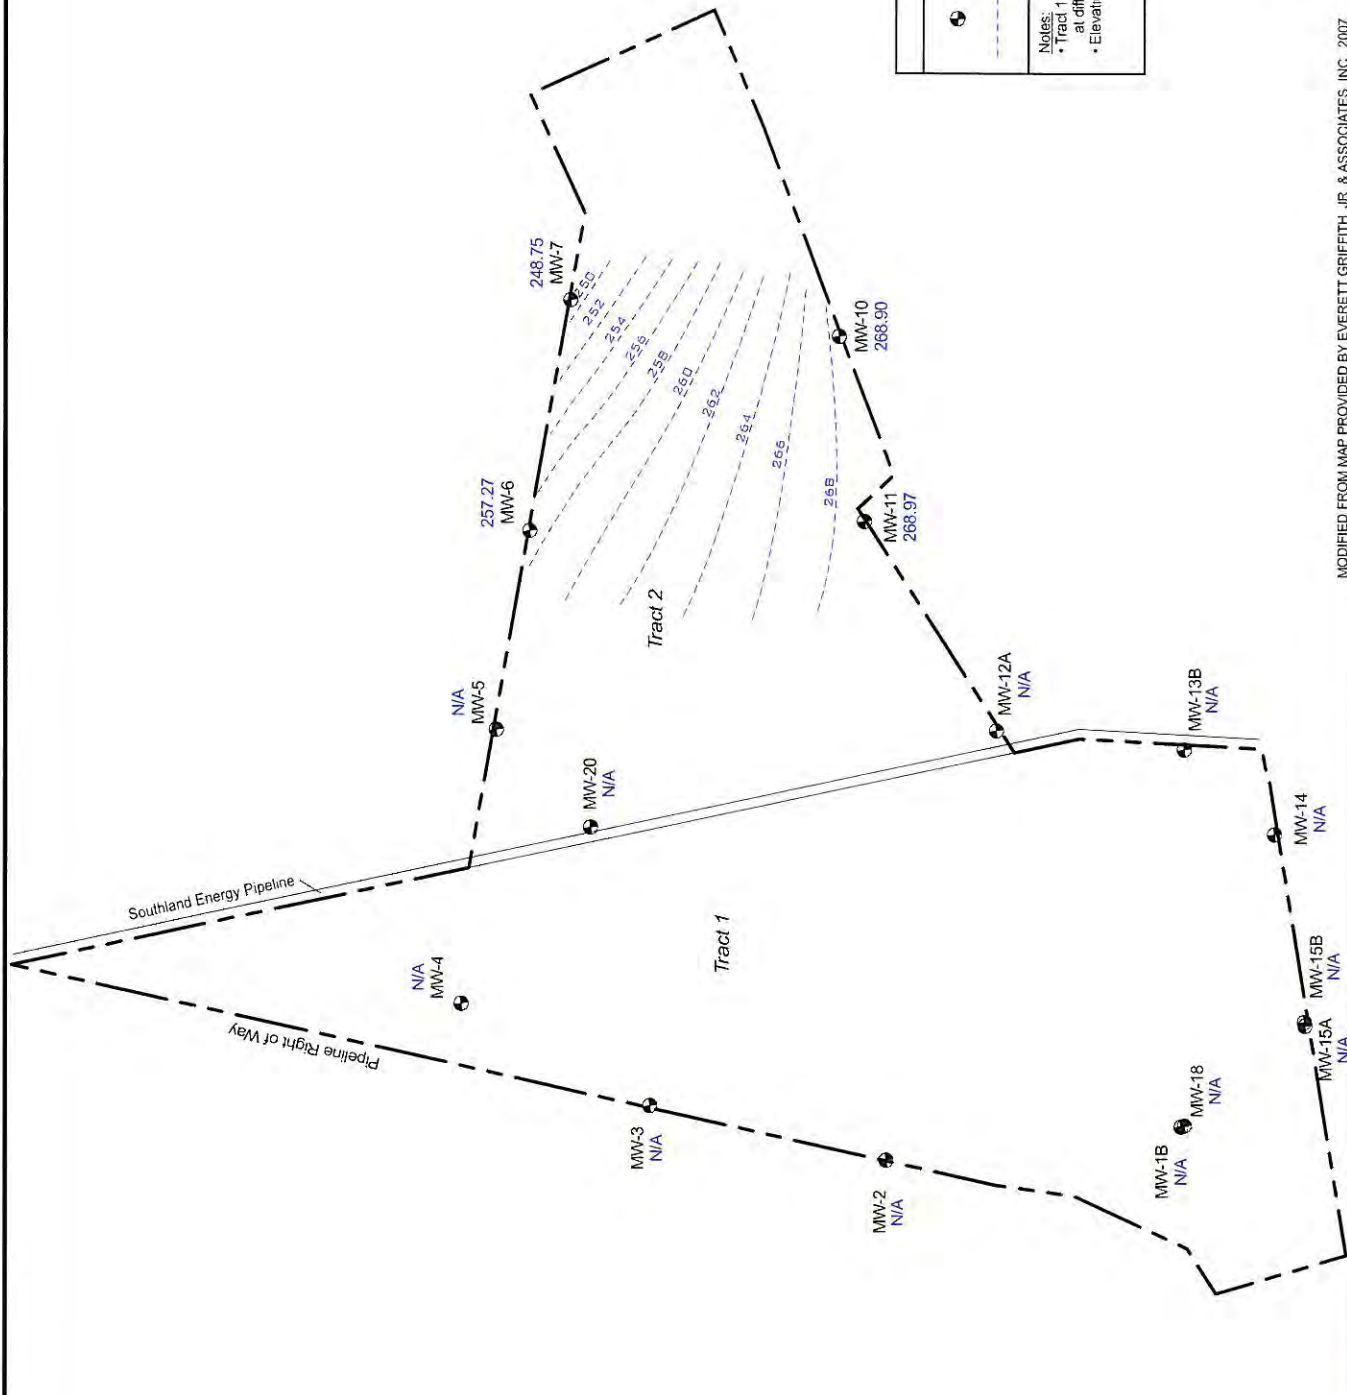 248.75
MW-7
257.27
MW-6
N/A
MW-5
MW-20
N/A
Southland Energy Pipeline
N/A
MW-4
Pipeline Right of Way
MW-3
N/A
MW-2
N/A
MW-1B
N/A
MW-18
N/A
MW-15A
N/A
MW-15B
N/A
MW-14
N/A
MW-13B
N/A
MW-12A
N/A
MW-11
268.97
MW-10
268.90
Tract 1
Tract 2
250
252
254
256
258
260
262
264
266
268
Notes:
• Tract 1
at diff
• Elevati
MODIFIED FROM MAP PROVIDED BY EVERETT GRIFFITH, JR. & ASSOCIATES, INC. 2007